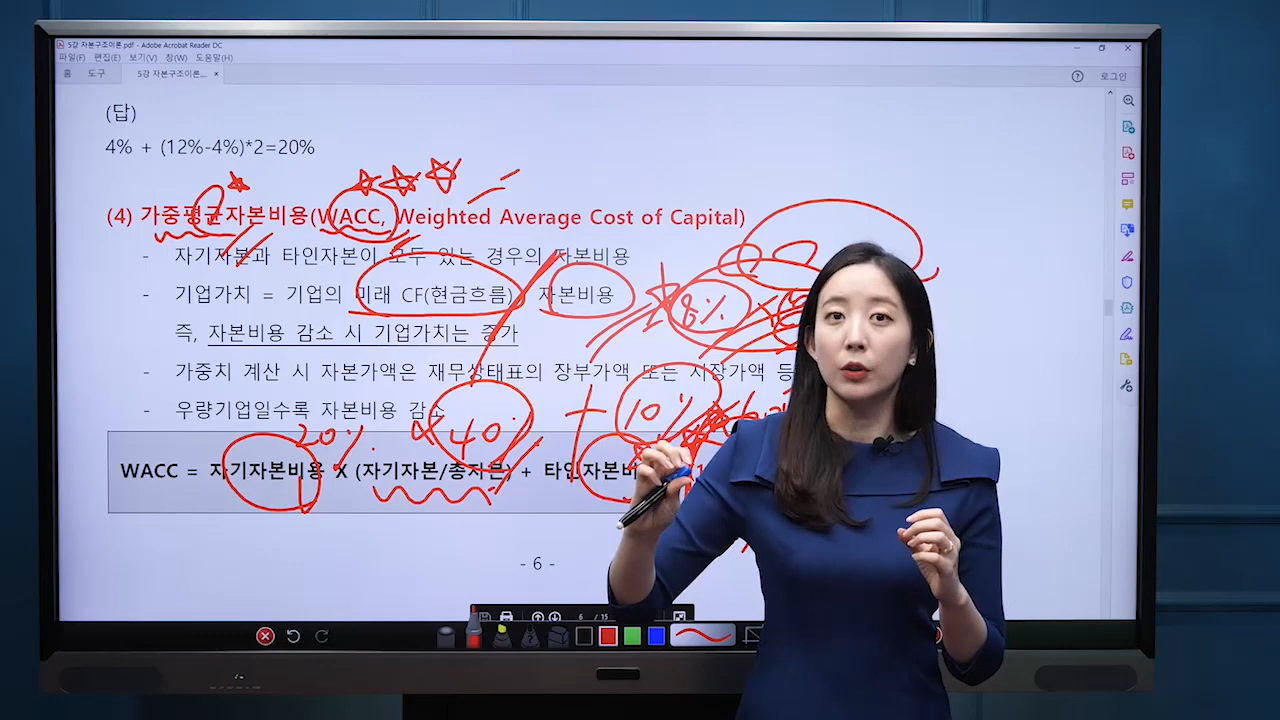 5강 자본구조이론.pdf - Adobe Acrobat Reader DC
파일(F) 편집(E) 보기(V) 창(W) 도움말(H)
홈 도구 5강 자본구조이론,... × 로그인
(답)
4% + (12%-4%)*2=20%
(4) 가중평균자본비용(WACC, Weighted Average Cost of Capital)
- 자기자본과 타인자본이 모두 있는 경우의 자본비용
- 기업가치 = 기업의 미래 CF(현금흐름) / 자본비용
즉, 자본비용 감소 시 기업가치는 증가
8%
- 가중치 계산 시 자본가액은 재무상태표의 장부가액 또는 시장가액 등
- 우량기업일수록 자본비용 감소
20% × 40 + 10%
WACC = 자기자본비용 X (자기자본/총자본) + 타인자본비
- 6 -
6 / 15